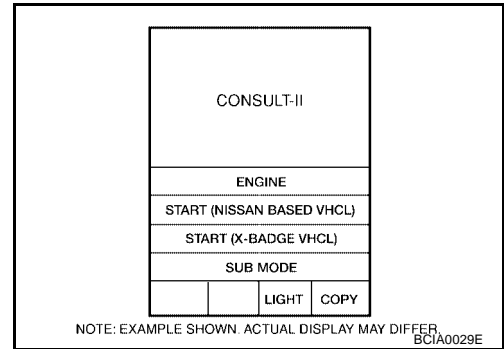 CONSULT-II
ENGINE
START (NISSAN BASED VHCL)
START (X-BADGE VHCL)
SUB MODE
LIGHT COPY
NOTE: EXAMPLE SHOWN. ACTUAL DISPLAY MAY DIFFER.
BCIA0029E